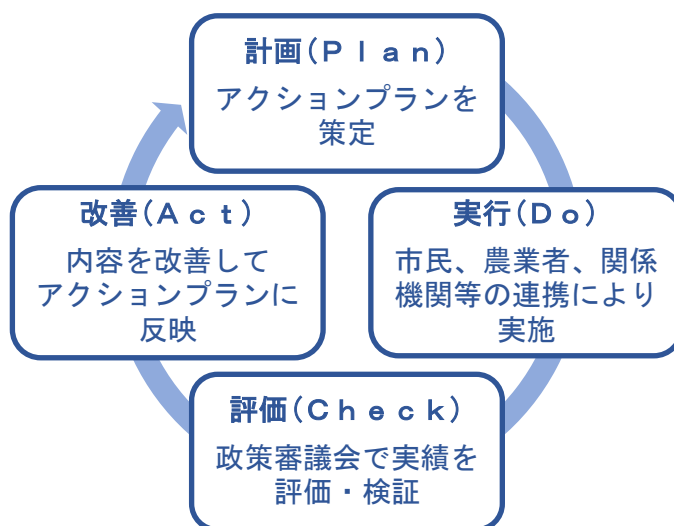 計画(Ｐｌａｎ)
アクションプランを
策定
改善(Ａｃｔ)
内容を改善して
アクションプランに
反映
実行(Ｄｏ)
市民、農業者、関係
機関等の連携により
実施
評価(Ｃｈｅｃｋ)
政策審議会で実績を
評価・検証